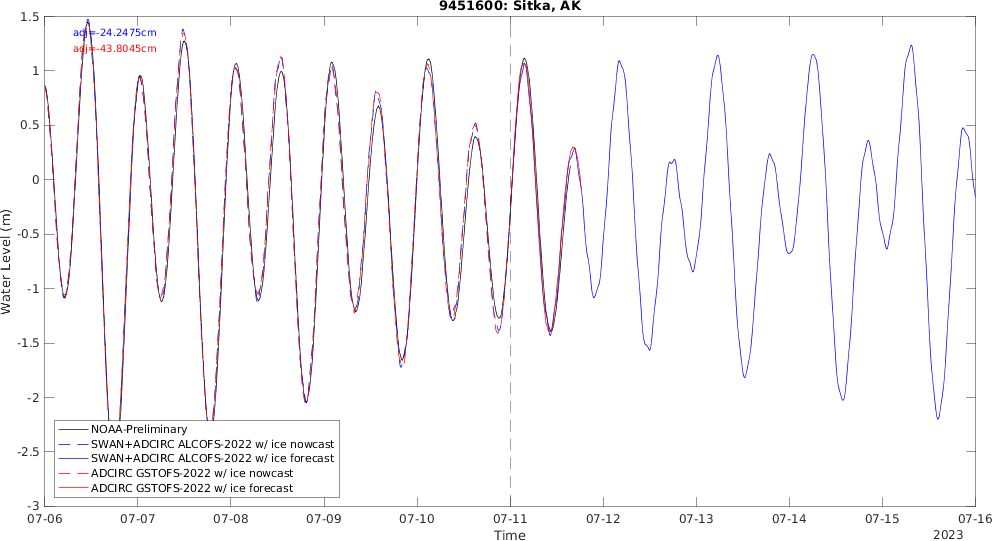 9451600: Sitka, AK
adj=-24.2475cm
adj=-43.8045cm
1.5
1
0.5
0
-0.5
-1
-1.5
-2
-2.5
-3
Water Level (m)
NOAA-Preliminary
SWAN+ADCIRC ALCOFS-2022 w/ ice nowcast
SWAN+ADCIRC ALCOFS-2022 w/ ice forecast
ADCIRC GSTOFS-2022 w/ ice nowcast
ADCIRC GSTOFS-2022 w/ ice forecast
07-06 07-07 07-08 07-09 07-10 07-11 07-12 07-13 07-14 07-15 07-16
Time
2023